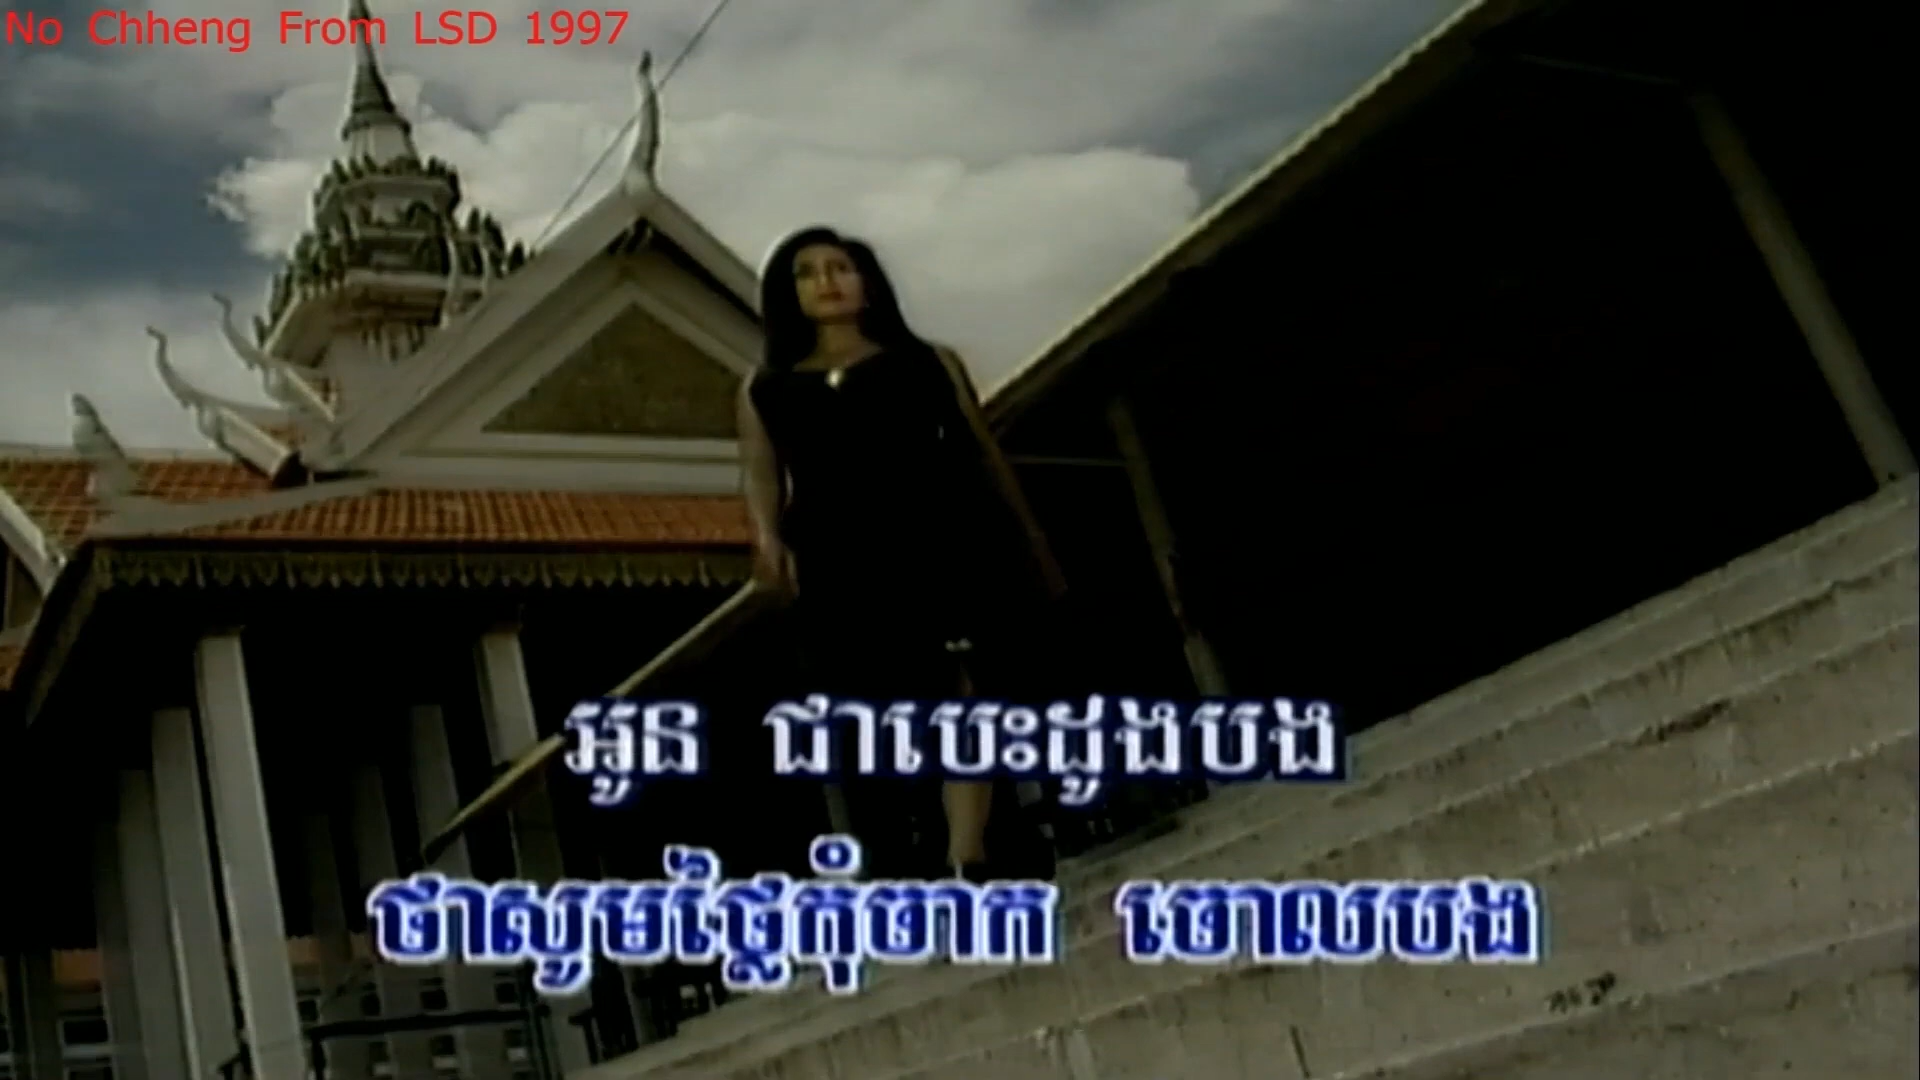 No Chheng From LSD 1997
អូន ជាបេះដូងបង
ថាសូមថ្លៃកុំចាក ចោលបង